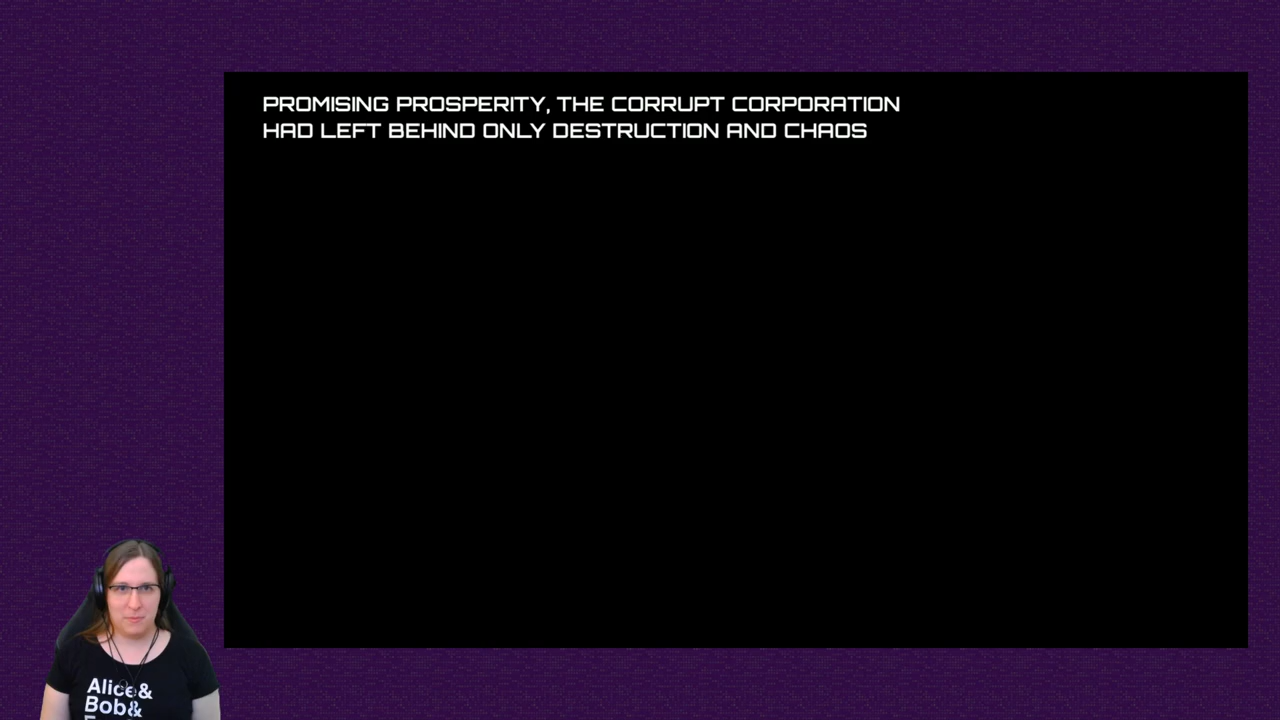 PROMISING PROSPERITY, THE CORRUPT CORPORATION
HAD LEFT BEHIND ONLY DESTRUCTION AND CHAOS
Alice&
Bob&